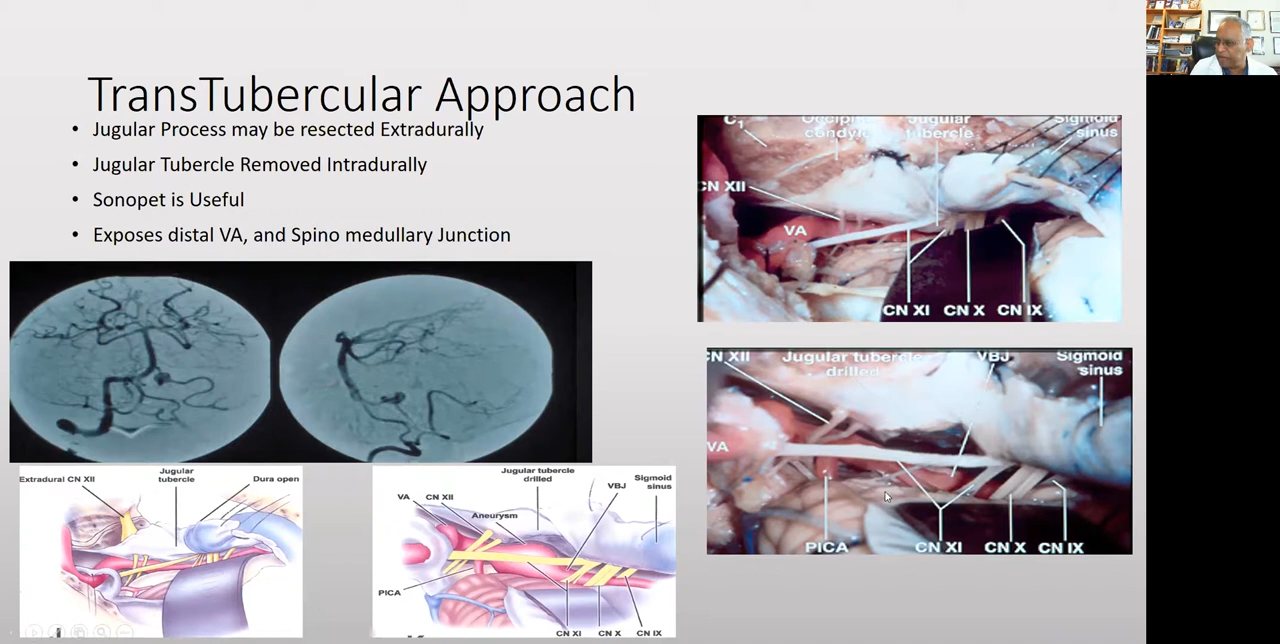 TransTubercular Approach
• Jugular Process may be resected Extradurally
• Jugular Tubercle Removed Intradurally
• Sonopet is Useful
• Exposes distal VA, and Spino medullary Junction
C1
Occipital
condyle
Jugular
tubercle
Sigmoid
sinus
CN XII
VA
CN XI
CN X
CN IX
CN XII
Jugular tubercle
drilled
VBJ
Sigmoid
sinus
VA
PICA
CN XI
CN X
CN IX
Extradural CN XII
Jugular
tubercle
Dura open
Jugular tubercle
drilled
VBJ
Sigmoid
sinus
VA
CN XII
Aneurysm
PICA
CN XI
CN X
CN IX